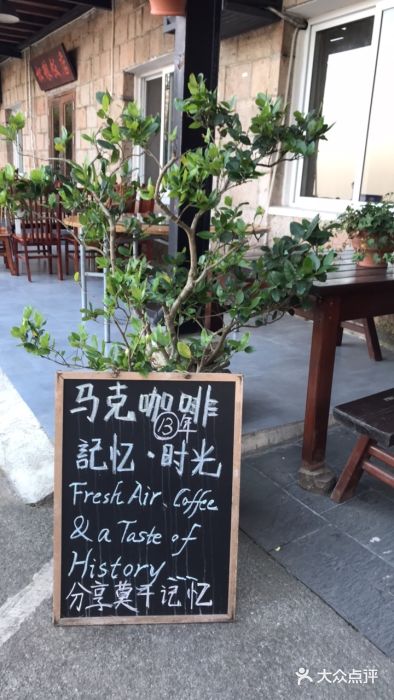 马克咖啡
13年
記忆·时光
Fresh Air Coffee
& a Taste of
History
分享莫干记忆
大众点评